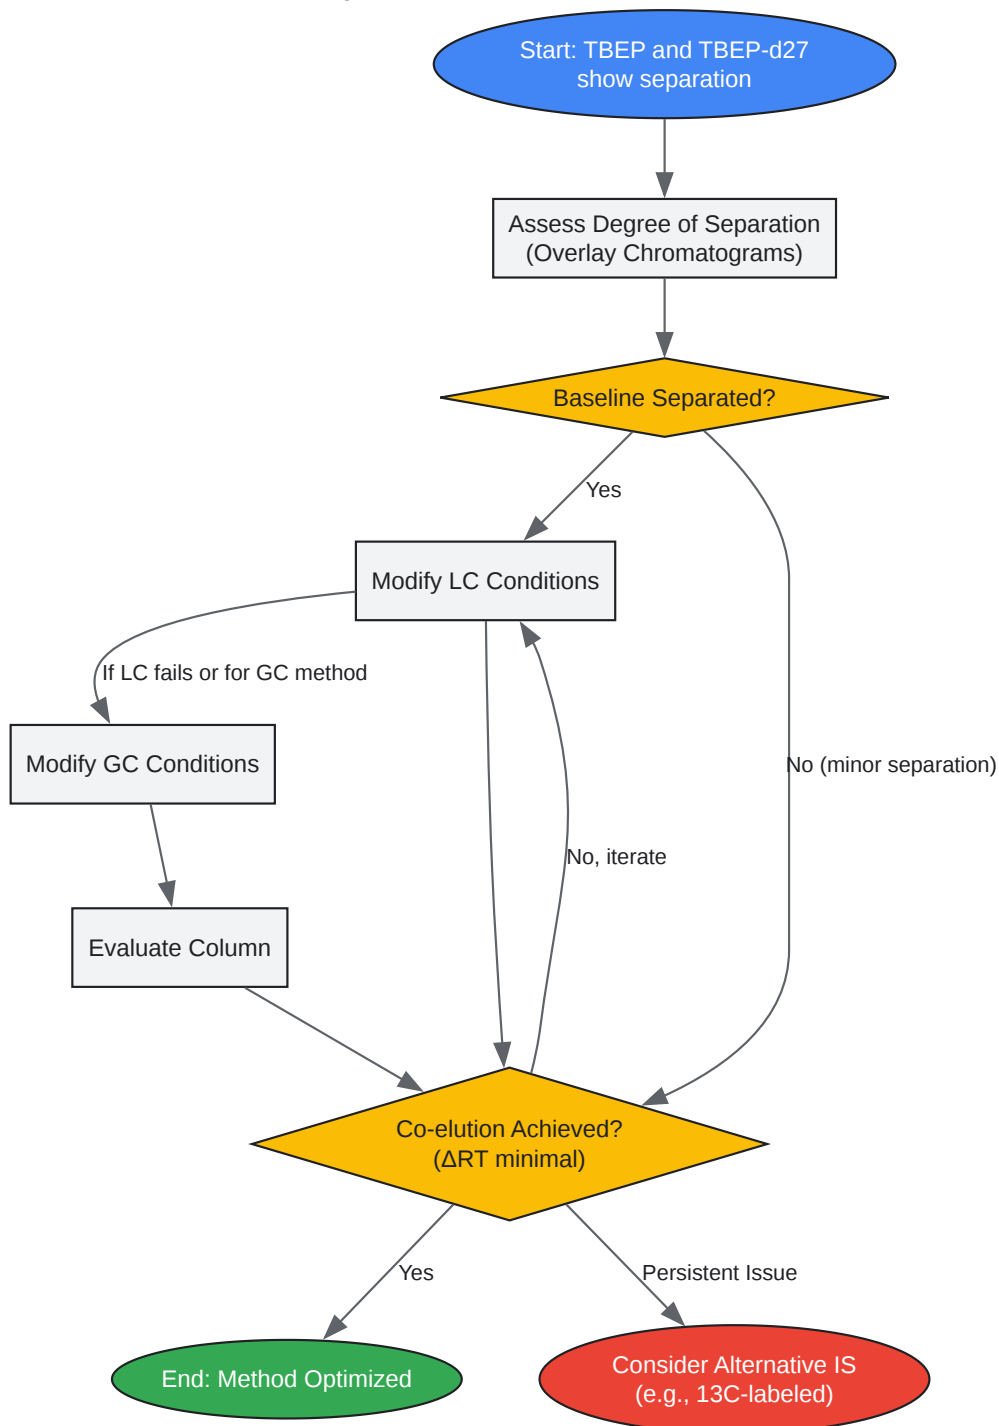 Start: TBEP and TBEP-d27
show separation
Assess Degree of Separation
(Overlay Chromatograms)
Baseline Separated?
Yes
Modify LC Conditions
If LC fails or for GC method
Modify GC Conditions
No (minor separation)
No, iterate
Evaluate Column
Co-elution Achieved?
(ΔRT minimal)
Yes
Persistent Issue
End: Method Optimized
Consider Alternative IS
(e.g., 13C-labeled)